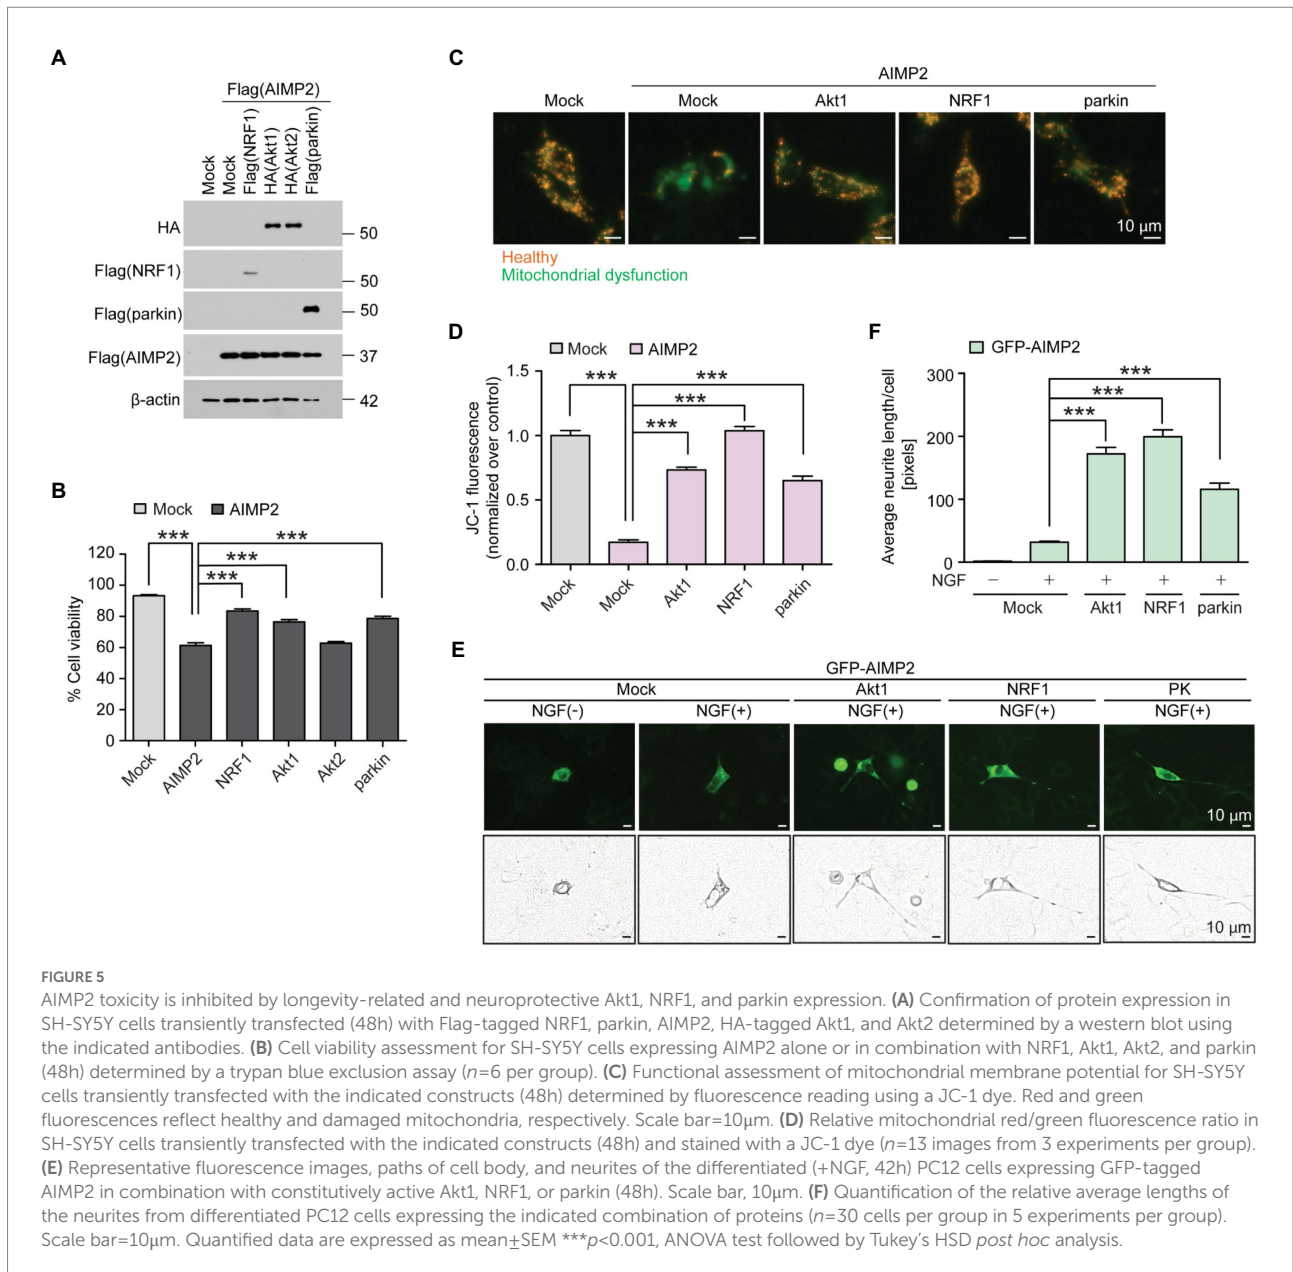 A
Flag(AIMP2)
Mock
Mock
Flag(NRF1)
HA(Akt1)
HA(Akt2)
Flag(parkin)
HA
50
Flag(NRF1)
50
Flag(parkin)
50
Flag(AIMP2)
37
β-actin
42
B
Mock
AIMP2
***
***
***
***
% Cell viability
120
100
80
60
40
20
0
Mock
AIMP2
NRF1
Akt1
Akt2
parkin
C
AIMP2
Mock
Mock
Akt1
NRF1
parkin
10 µm
Healthy
Mitochondrial dysfunction
D
Mock
AIMP2
JC-1 fluorescence
(normalized over control)
1.5
1.0
0.5
0.0
***
***
***
***
Mock
Mock
Akt1
NRF1
parkin
F
GFP-AIMP2
Average neurite length/cell
[pixels]
300
200
100
0
***
***
***
NGF − + + + +
Mock Akt1 NRF1 parkin
E
GFP-AIMP2
Mock Akt1 NRF1 PK
NGF(-) NGF(+) NGF(+) NGF(+) NGF(+)
10 µm
10 µm
FIGURE 5
AIMP2 toxicity is inhibited by longevity-related and neuroprotective Akt1, NRF1, and parkin expression. (A) Confirmation of protein expression in
SH-SY5Y cells transiently transfected (48h) with Flag-tagged NRF1, parkin, AIMP2, HA-tagged Akt1, and Akt2 determined by a western blot using
the indicated antibodies. (B) Cell viability assessment for SH-SY5Y cells expressing AIMP2 alone or in combination with NRF1, Akt1, Akt2, and parkin
(48h) determined by a trypan blue exclusion assay (n=6 per group). (C) Functional assessment of mitochondrial membrane potential for SH-SY5Y
cells transiently transfected with the indicated constructs (48h) determined by fluorescence reading using a JC-1 dye. Red and green
fluorescences reflect healthy and damaged mitochondria, respectively. Scale bar=10µm. (D) Relative mitochondrial red/green fluorescence ratio in
SH-SY5Y cells transiently transfected with the indicated constructs (48h) and stained with a JC-1 dye (n=13 images from 3 experiments per group).
(E) Representative fluorescence images, paths of cell body, and neurites of the differentiated (+NGF, 42h) PC12 cells expressing GFP-tagged
AIMP2 in combination with constitutively active Akt1, NRF1, or parkin (48h). Scale bar, 10µm. (F) Quantification of the relative average lengths of
the neurites from differentiated PC12 cells expressing the indicated combination of proteins (n=30 cells per group in 5 experiments per group).
Scale bar=10µm. Quantified data are expressed as mean±SEM ***p<0.001, ANOVA test followed by Tukey's HSD post hoc analysis.